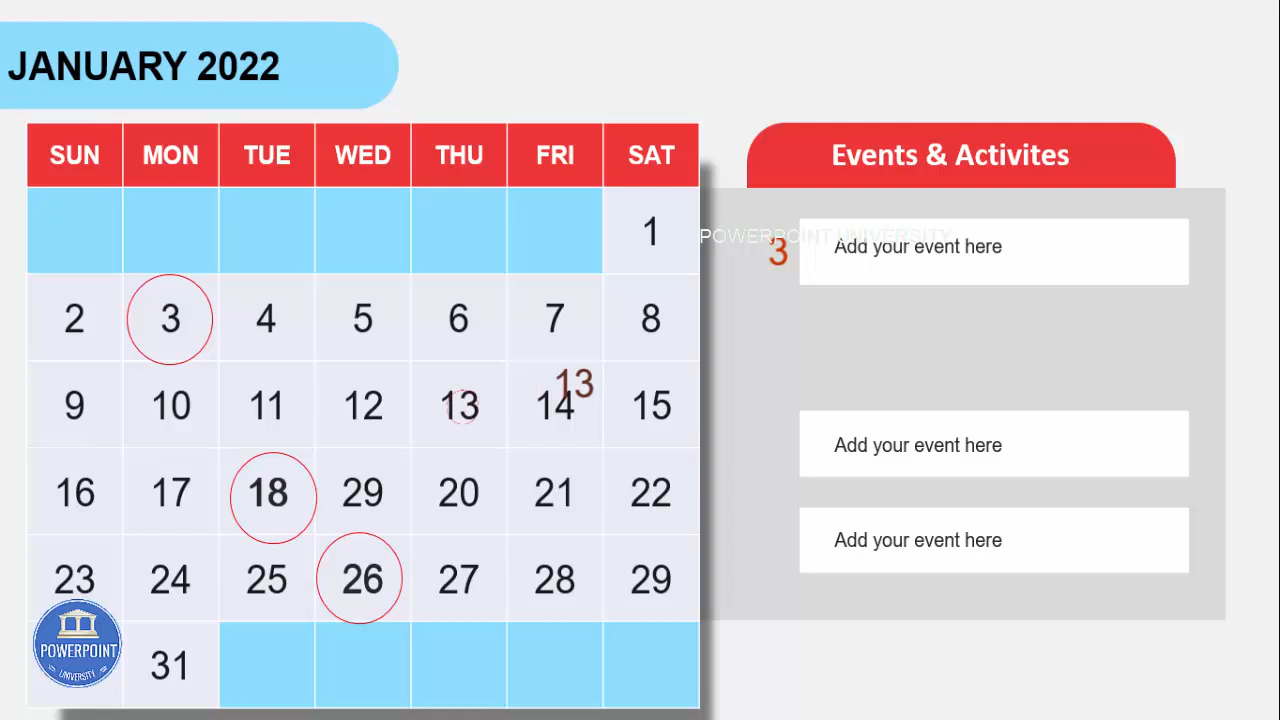 JANUARY 2022
SUN MON TUE WED THU FRI SAT
1
2 3 4 5 6 7 8
9 10 11 12 13 14 15
13
16 17 18 29 20 21 22
23 24 25 26 27 28 29
31
POWERPOINT
UNIVERSITY
Events & Activites
POWERPOINT UNIVERSITY
3 Add your event here
Add your event here
Add your event here